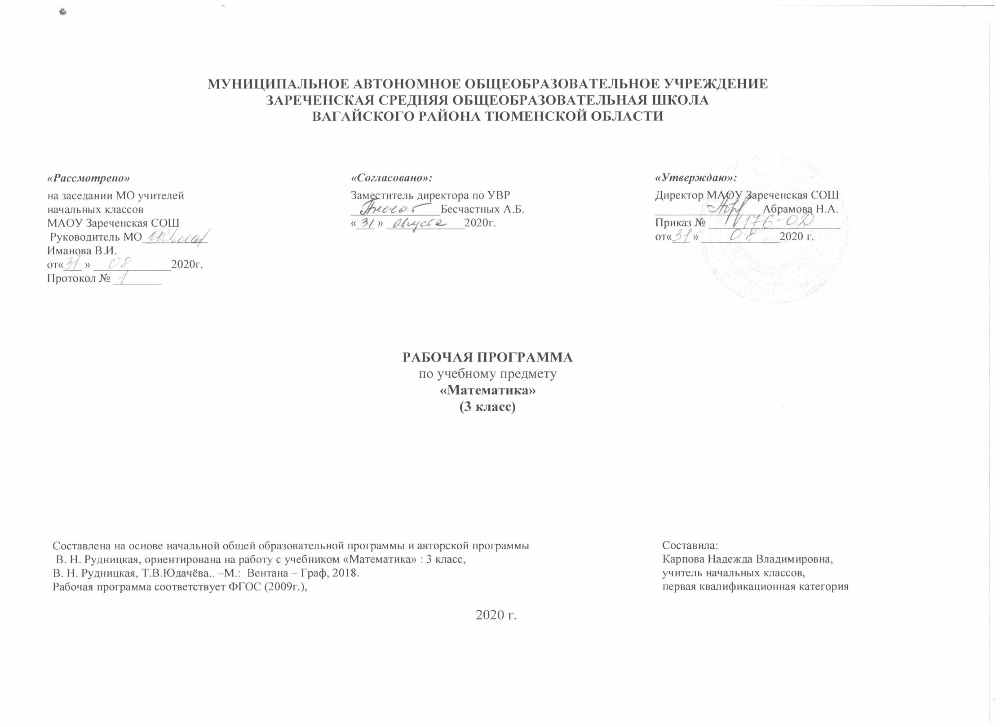 МУНИЦИПАЛЬНОЕ АВТОНОМНОЕ ОБЩЕОБРАЗОВАТЕЛЬНОЕ УЧРЕЖДЕНИЕ
ЗАРЕЧЕНСКАЯ СРЕДНЯЯ ОБЩЕОБРАЗОВАТЕЛЬНАЯ ШКОЛА
ВАГАЙСКОГО РАЙОНА ТЮМЕНСКОЙ ОБЛАСТИ
«Рассмотрено»
на заседании МО учителей
начальных классов
МАОУ Зареченская СОШ
Руководитель МО
Иманова В.И.
от« 31 » 08 2020г.
Протокол № 1
«Согласовано»:
Заместитель директора по УВР
Бесчастных А.Б.
« 31 » августа 2020г.
«Утверждаю»:
Директор МАОУ Зареченская СОШ
Абрамова Н.А.
Приказ № 176-ОД
от« 31 » 08 2020 г.
РАБОЧАЯ ПРОГРАММА
по учебному предмету
«Математика»
(3 класс)
Составлена на основе начальной общей образовательной программы и авторской программы
В. Н. Рудницкая, ориентирована на работу с учебником «Математика» : 3 класс,
В. Н. Рудницкая, Т.В.Юдачёва.. –М.: Вентана – Граф, 2018.
Рабочая программа соответствует ФГОС (2009г.),
Составила:
Карпова Надежда Владимировна,
учитель начальных классов,
первая квалификационная категория
2020 г.